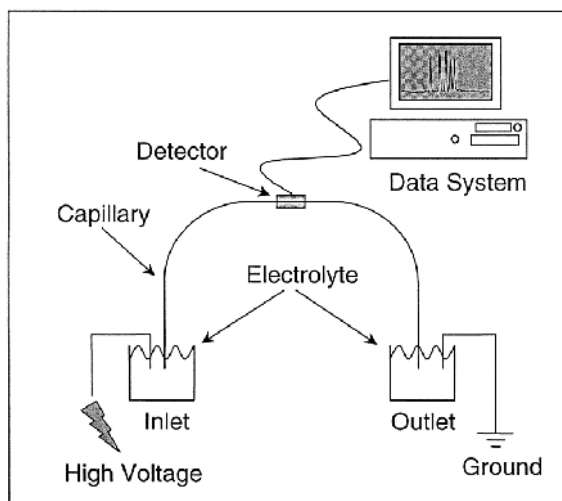 Detector
Data System
Capillary
Electrolyte
Inlet
Outlet
High Voltage
Ground